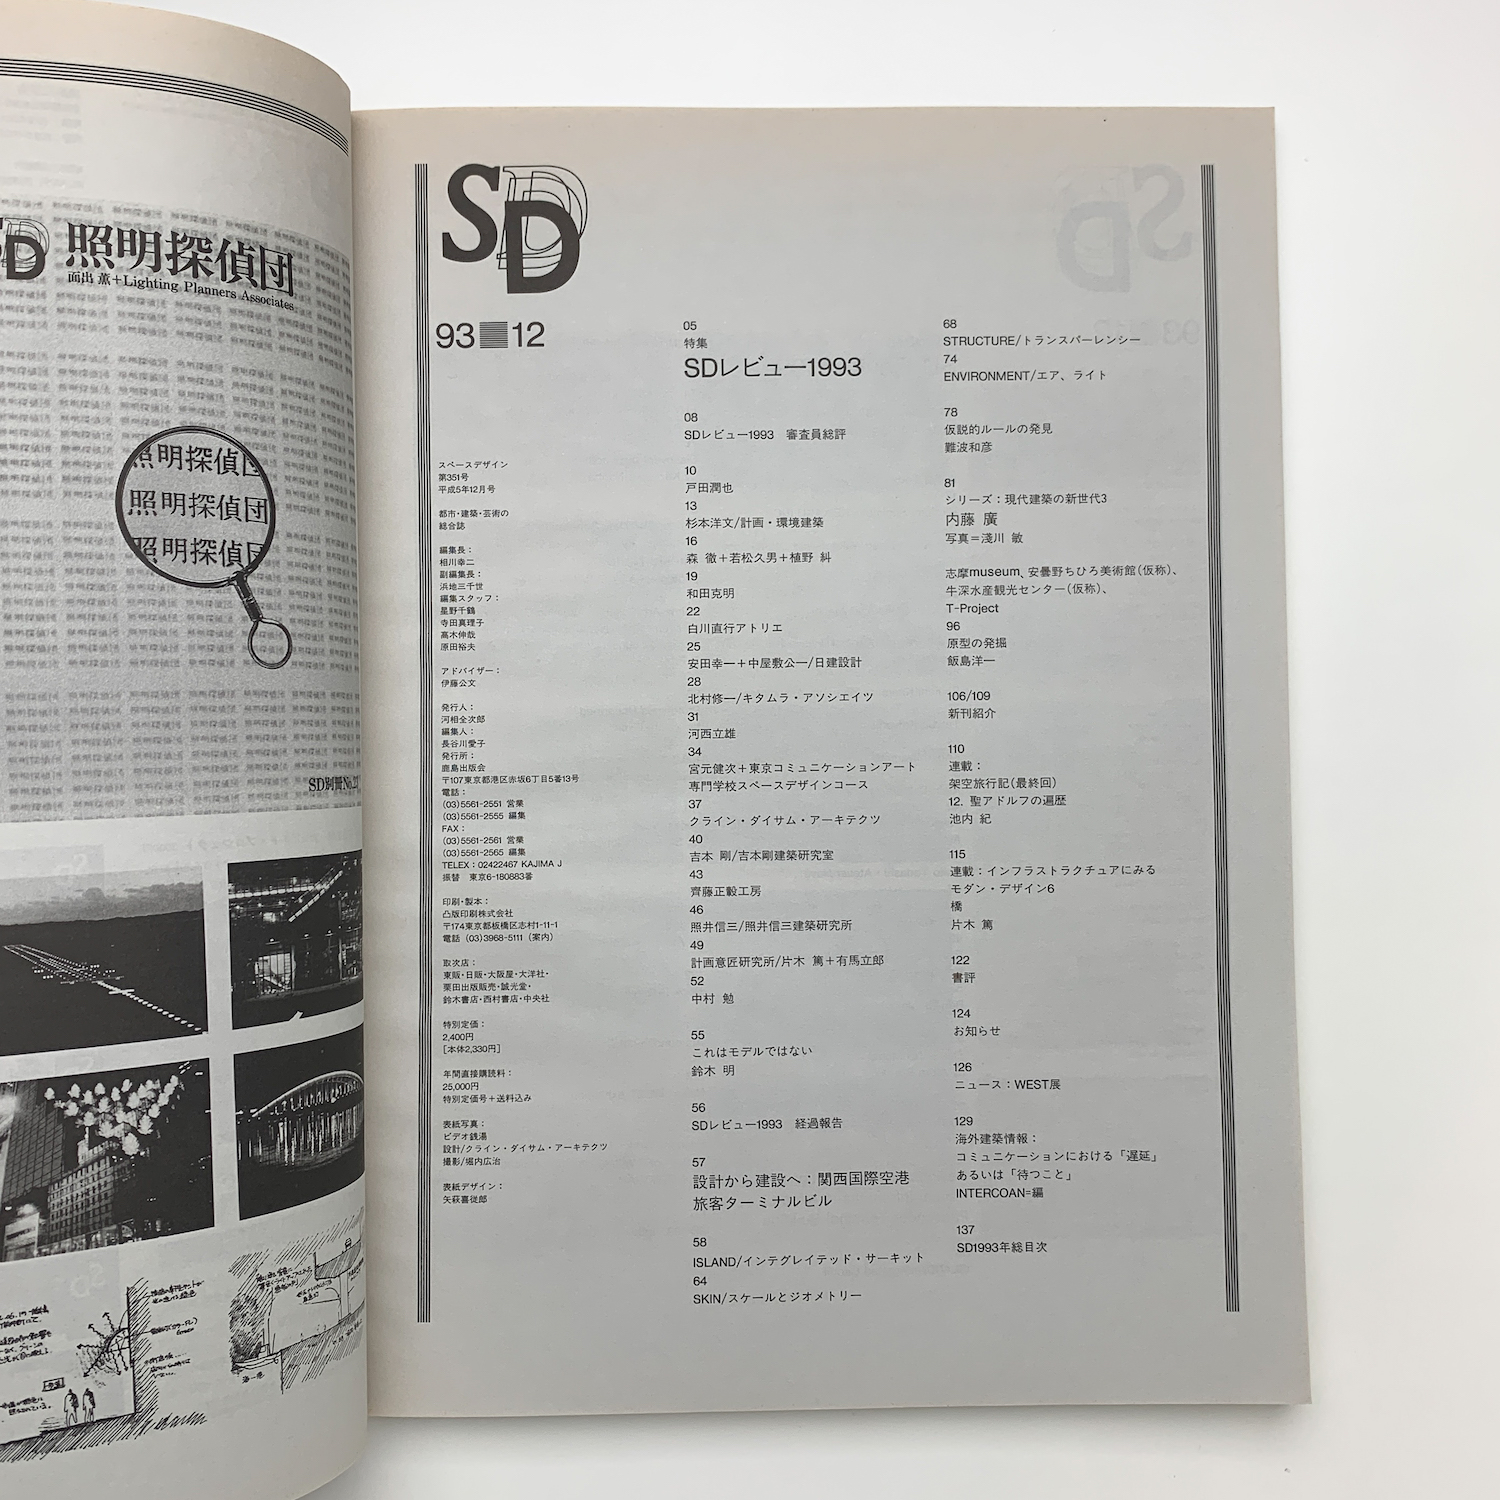 SD 照明探偵団
面出 薫＋Lighting Planners Associates
照明探偵団
照明探偵団
照明探偵団
SD別冊No.23
SD
93 12
スペースデザイン
第351号
平成5年12月号
都市・建築・芸術の
総合誌
編集長：
相川幸二
副編集長：
浜地三千世
編集スタッフ：
星野千鶴
寺田真理子
高木伸哉
原田裕夫
アドバイザー：
伊藤公文
発行人：
河相全次郎
編集人：
長谷川愛子
発行所：
鹿島出版会
〒107東京都港区赤坂6丁目5番13号
電話：
(03)5561-2551 営業
(03)5561-2555 編集
FAX：
(03)5561-2561 営業
(03)5561-2565 編集
TELEX：02422467 KAJIMA J
振替　東京6-180883番
印刷・製本：
凸版印刷株式会社
〒174東京都板橋区志村1-11-1
電話 (03)3968-5111（案内）
取次店：
東販・日販・大阪屋・大洋社・
栗田出版販売・誠光堂・
鈴木書店・西村書店・中央社
特別定価：
2,400円
［本体2,330円］
年間直接購読料：
25,000円
特別定価号＋送料込み
表紙写真：
ビデオ銭湯
設計/クライン・ダイサム・アーキテクツ
撮影/堀内広治
表紙デザイン：
矢萩喜従郎
05
特集
SDレビュー1993
08
SDレビュー1993　審査員総評
10
戸田潤也
13
杉本洋文/計画・環境建築
16
森 徹＋若松久男＋植野 糾
19
和田克明
22
白川直行アトリエ
25
安田幸一＋中屋敷公一/日建設計
28
北村修一/キタムラ・アソシエイツ
31
河西立雄
34
宮元健次＋東京コミュニケーションアート
専門学校スペースデザインコース
37
クライン・ダイサム・アーキテクツ
40
吉本 剛/吉本剛建築研究室
43
齊藤正轂工房
46
照井信三/照井信三建築研究所
49
計画意匠研究所/片木 篤＋有馬立郎
52
中村 勉
55
これはモデルではない
鈴木 明
56
SDレビュー1993　経過報告
57
設計から建設へ：関西国際空港
旅客ターミナルビル
58
ISLAND/インテグレイテッド・サーキット
64
SKIN/スケールとジオメトリー
68
STRUCTURE/トランスパーレンシー
74
ENVIRONMENT/エア、ライト
78
仮説的ルールの発見
難波和彦
81
シリーズ：現代建築の新世代3
内藤 廣
写真＝淺川 敏
志摩museum、安曇野ちひろ美術館（仮称）、
牛深水産観光センター（仮称）、
T-Project
96
原型の発掘
飯島洋一
106/109
新刊紹介
110
連載：
架空旅行記（最終回）
12. 聖アドルフの遍歴
池内 紀
115
連載：インフラストラクチュアにみる
モダン・デザイン6
橋
片木 篤
122
書評
124
お知らせ
126
ニュース：WEST展
129
海外建築情報：
コミュニケーションにおける「遅延」
あるいは「待つこと」
INTERCOAN=編
137
SD1993年総目次